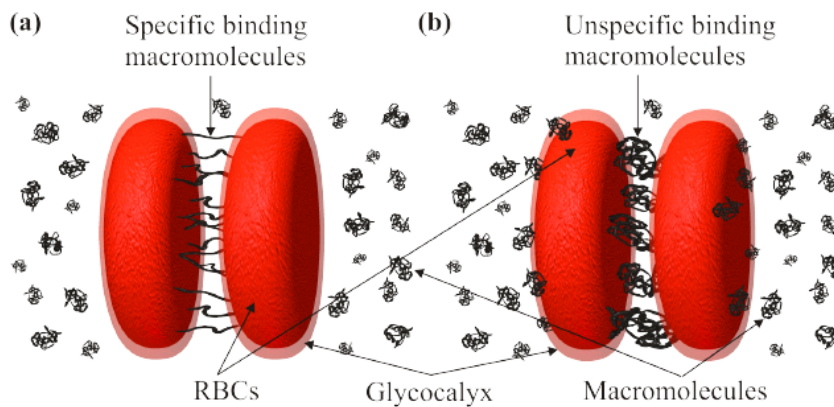 (a)
Specific binding
macromolecules
(b)
Unspecific binding
macromolecules
RBCs
Glycocalyx
Macromolecules